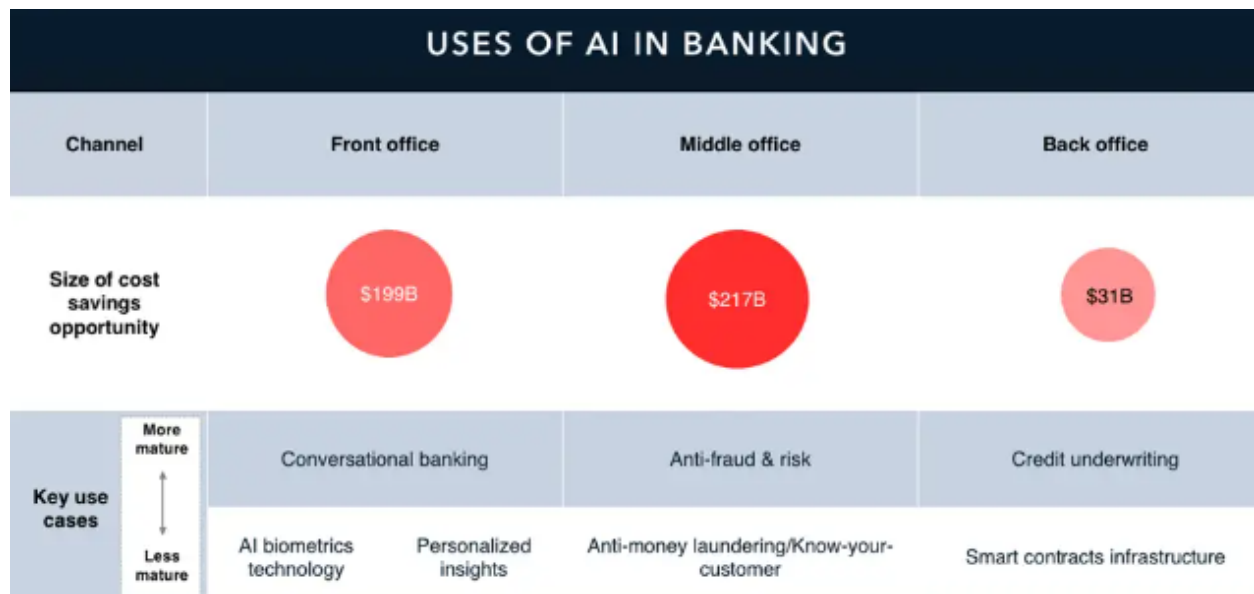 USES OF AI IN BANKING
Channel
Front office
Middle office
Back office
Size of cost
savings
opportunity
$199B
$217B
$31B
Key use
cases
More
mature
Less
mature
Conversational banking
Anti-fraud & risk
Credit underwriting
AI biometrics
technology
Personalized
insights
Anti-money laundering/Know-your-
customer
Smart contracts infrastructure